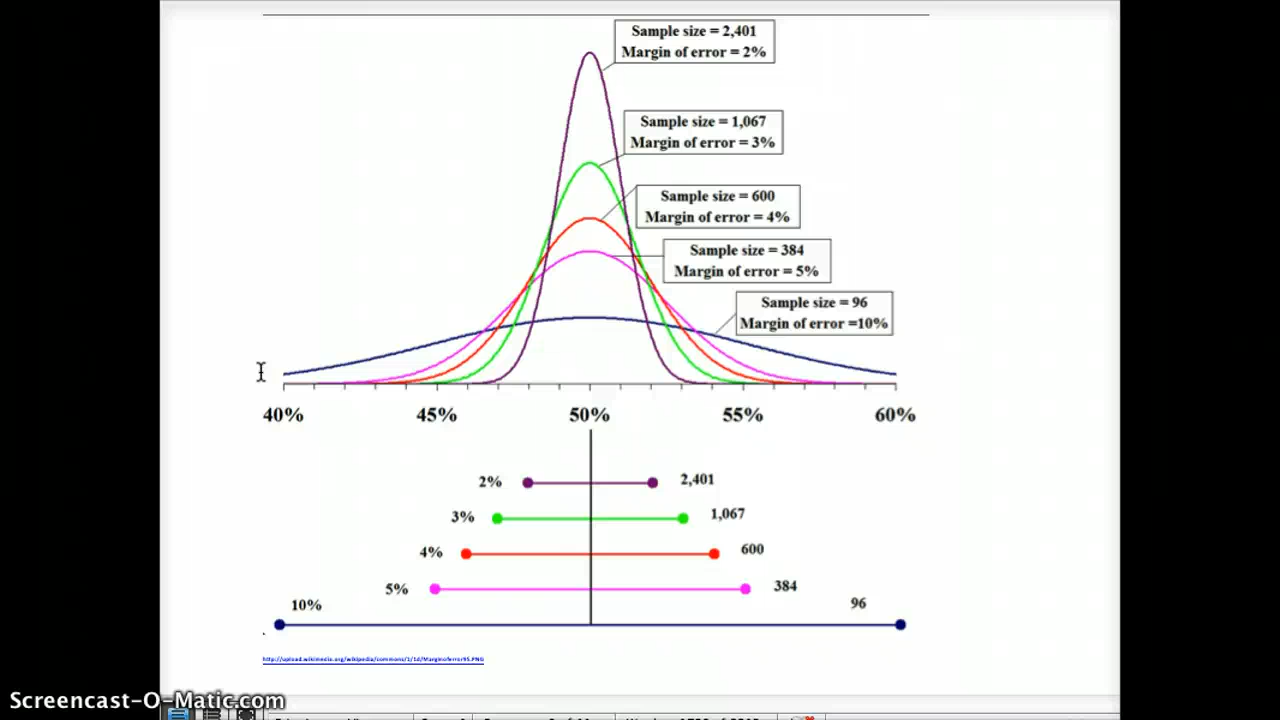 Sample size = 2,401
Margin of error = 2%
Sample size = 1,067
Margin of error = 3%
Sample size = 600
Margin of error = 4%
Sample size = 384
Margin of error = 5%
Sample size = 96
Margin of error =10%
40% 45% 50% 55% 60%
2% 2,401
3% 1,067
4% 600
5% 384
10% 96
http://upload.wikimedia.org/wikipedia/commons/1/1d/Marginoferror95.PNG
Screencast-O-Matic.com